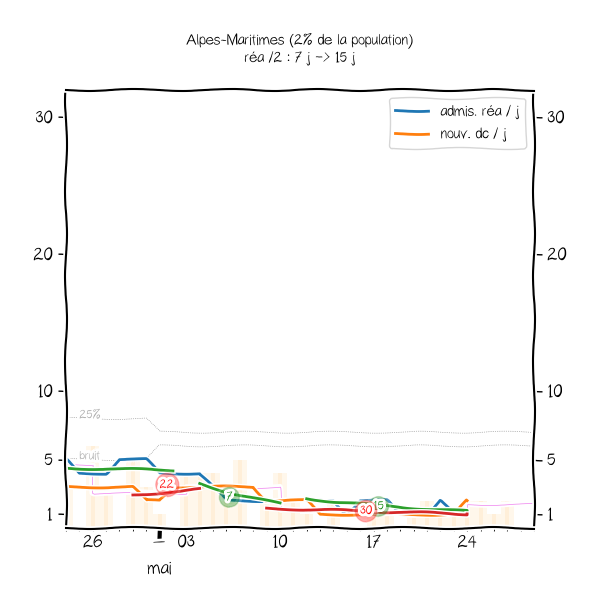 Alpes-Maritimes (2% de la population)
réa /2 : 7 j -> 15 j
admis. réa / j
nouv. dc / j
30 30
20 20
10 10
25%
bruit
5 5
22
7
30 15
1 1
26 03 10 17 24
mai